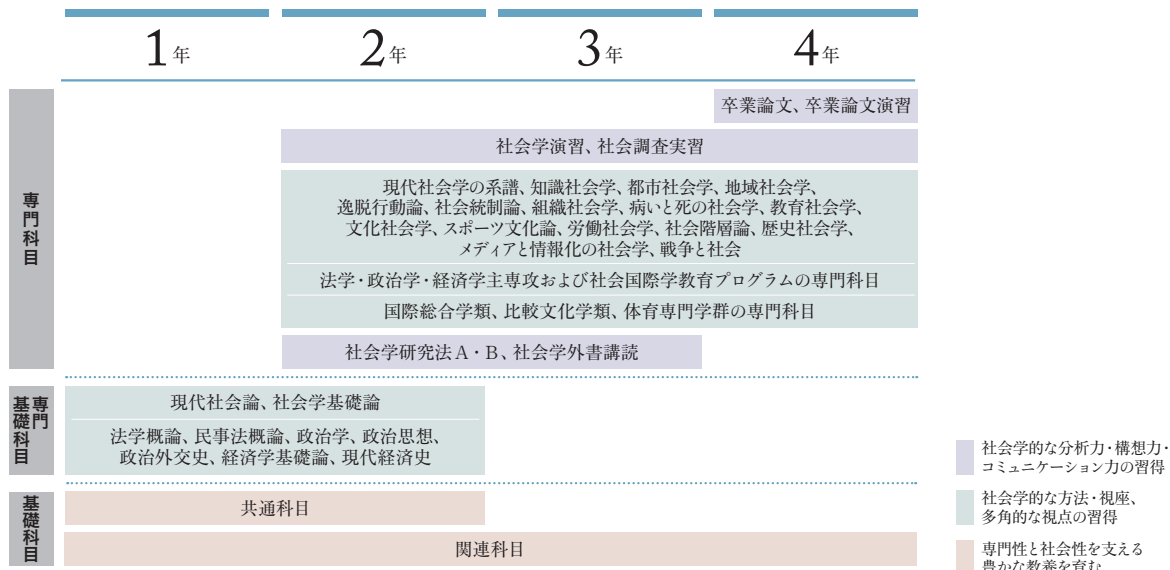 1年
2年
3年
4年
専門科目
卒業論文、卒業論文演習
社会学演習、社会調査実習
現代社会学の系譜、知識社会学、都市社会学、地域社会学、
逸脱行動論、社会統制論、組織社会学、病いと死の社会学、教育社会学、
文化社会学、スポーツ文化論、労働社会学、社会階層論、歴史社会学、
メディアと情報化の社会学、戦争と社会
法学・政治学・経済学主専攻および社会国際学教育プログラムの専門科目
国際総合学類、比較文化学類、体育専門学群の専門科目
社会学研究法A・B、社会学外書講読
専門
基礎科目
現代社会論、社会学基礎論
法学概論、民事法概論、政治学、政治思想、
政治外交史、経済学基礎論、現代経済史
基礎科目
共通科目
関連科目
社会学的な分析力・構想力・
コミュニケーション力の習得
社会学的な方法・視座、
多角的な視点の習得
専門性と社会性を支える
豊かな教養を育む